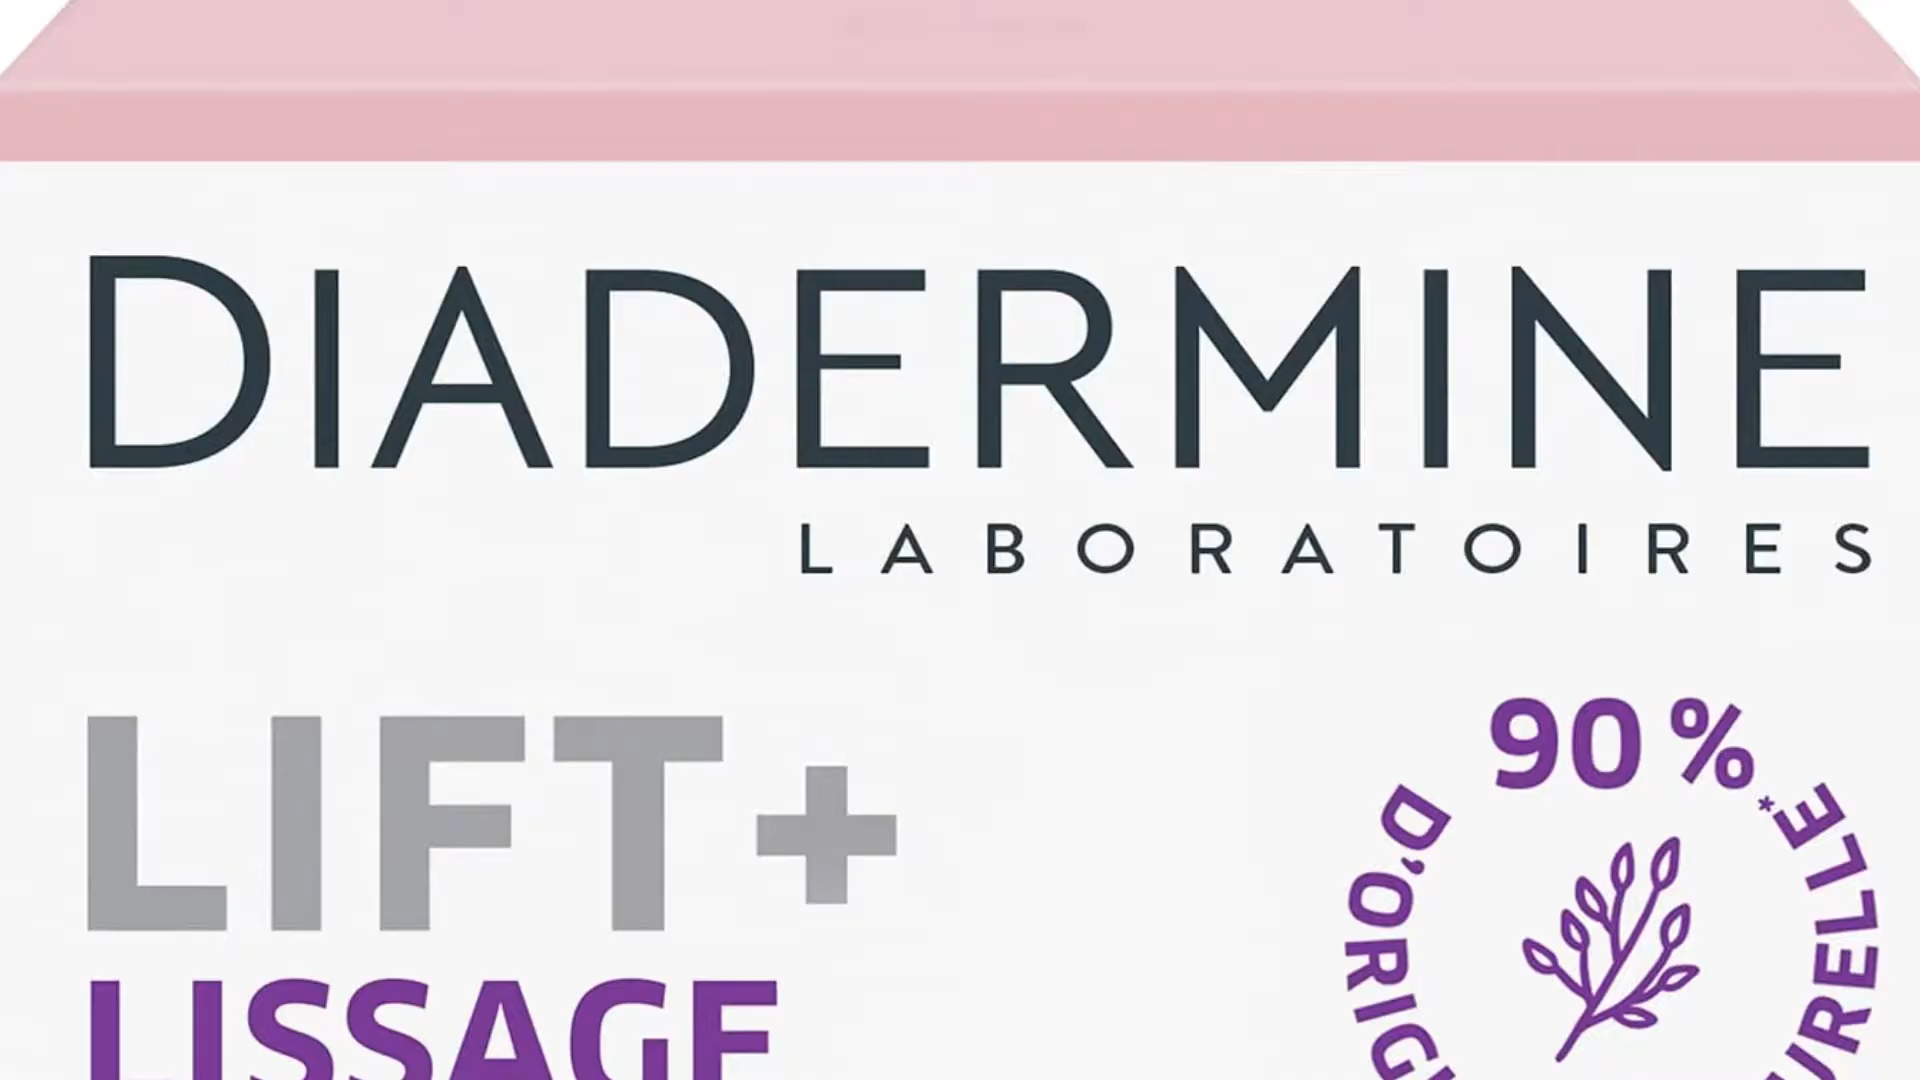 DIADERMINE
LABORATOIRES
LIFT+
LISSAGE
90%*